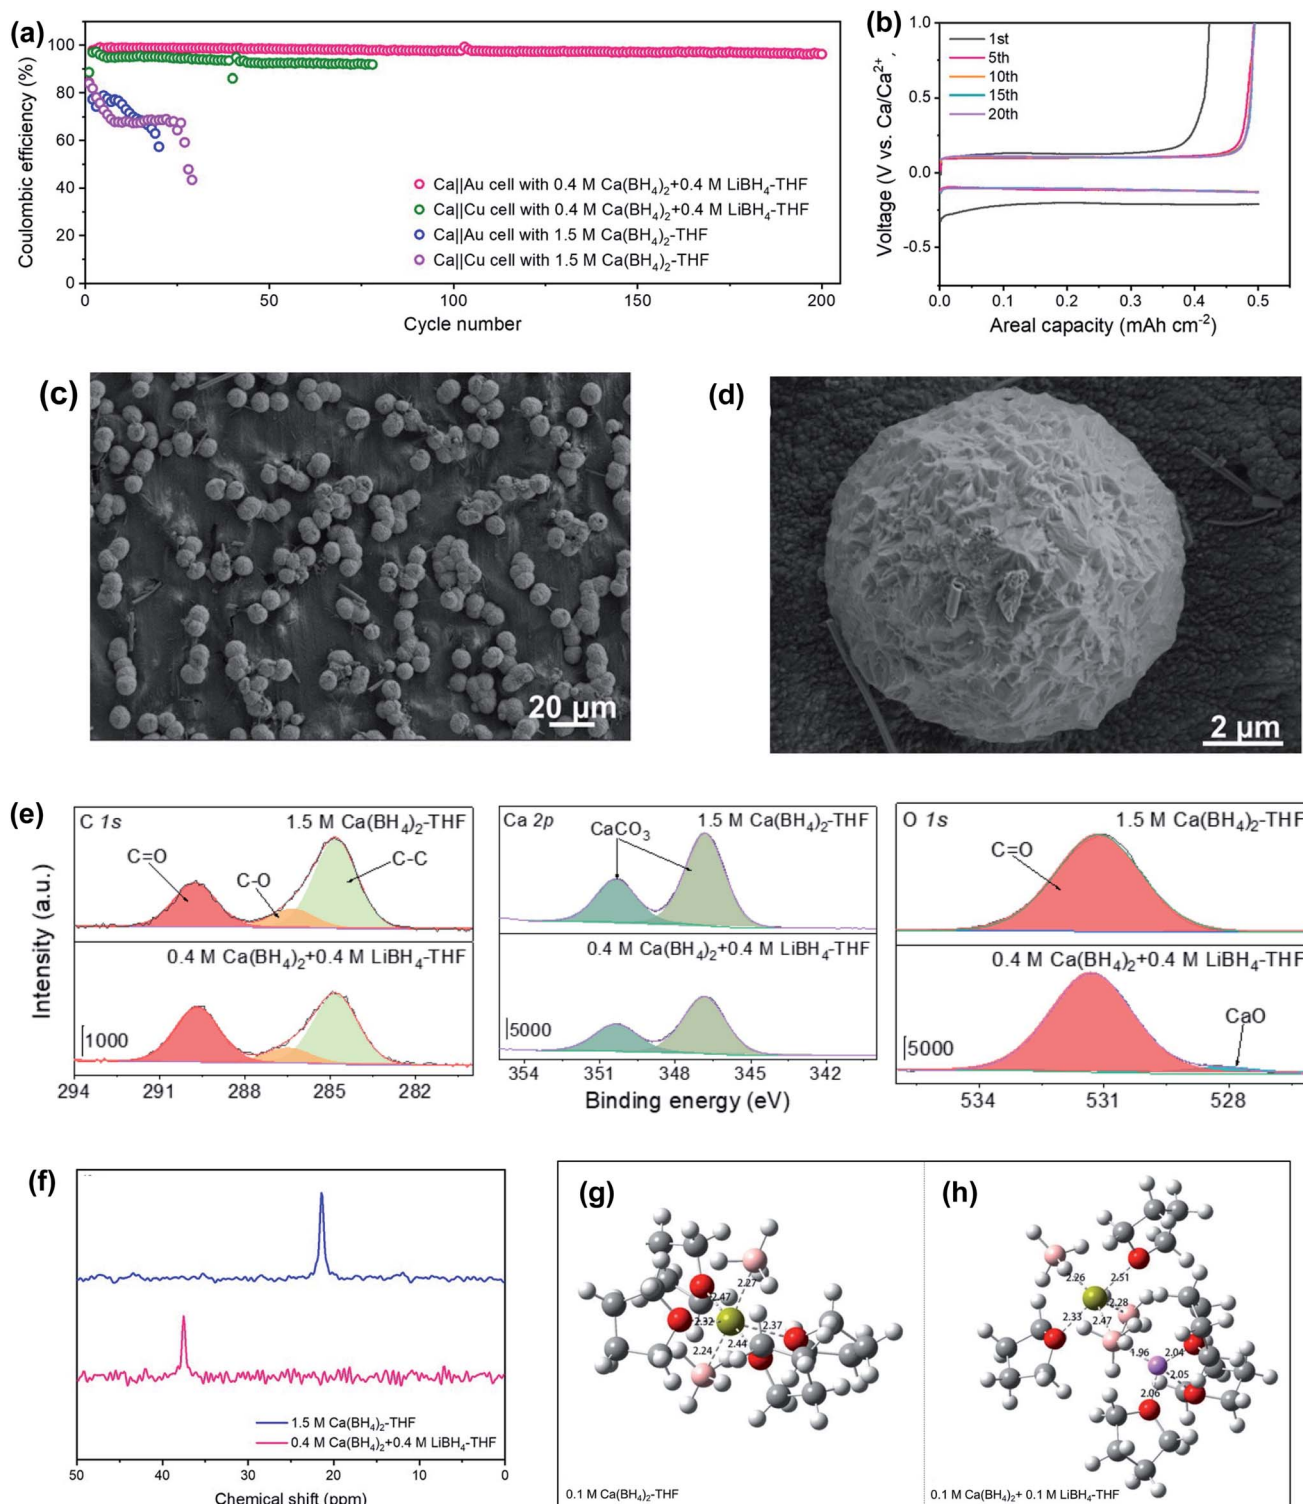 (a)
Coulombic efficiency (%)
100
80
60
40
20
0
Ca||Au cell with 0.4 M Ca(BH4)2+0.4 M LiBH4-THF
Ca||Cu cell with 0.4 M Ca(BH4)2+0.4 M LiBH4-THF
Ca||Au cell with 1.5 M Ca(BH4)2-THF
Ca||Cu cell with 1.5 M Ca(BH4)2-THF
0 50 100 150 200
Cycle number
(b)
Voltage (V vs. Ca/Ca2+,
1.0
0.5
0.0
-0.5
1st
5th
10th
15th
20th
0.0 0.1 0.2 0.3 0.4 0.5
Areal capacity (mAh cm-2)
(c)
20 µm
(d)
2 µm
(e)
Intensity (a.u.)
C 1s 1.5 M Ca(BH4)2-THF
C=O
C-O
C-C
0.4 M Ca(BH4)2+0.4 M LiBH4-THF
1000
294 291 288 285 282
Ca 2p 1.5 M Ca(BH4)2-THF
CaCO3
0.4 M Ca(BH4)2+0.4 M LiBH4-THF
5000
354 351 348 345 342
Binding energy (eV)
O 1s 1.5 M Ca(BH4)2-THF
C=O
0.4 M Ca(BH4)2+0.4 M LiBH4-THF
CaO
5000
534 531 528
(f)
1.5 M Ca(BH4)2-THF
0.4 M Ca(BH4)2+0.4 M LiBH4-THF
50 40 30 20 10 0
Chemical shift (ppm)
(g)
2.27
2.47
2.32
2.37
2.24
2.44
0.1 M Ca(BH4)2-THF
(h)
2.26
2.51
2.28
2.33
2.47
1.96
2.04
2.05
2.06
0.1 M Ca(BH4)2+ 0.1 M LiBH4-THF